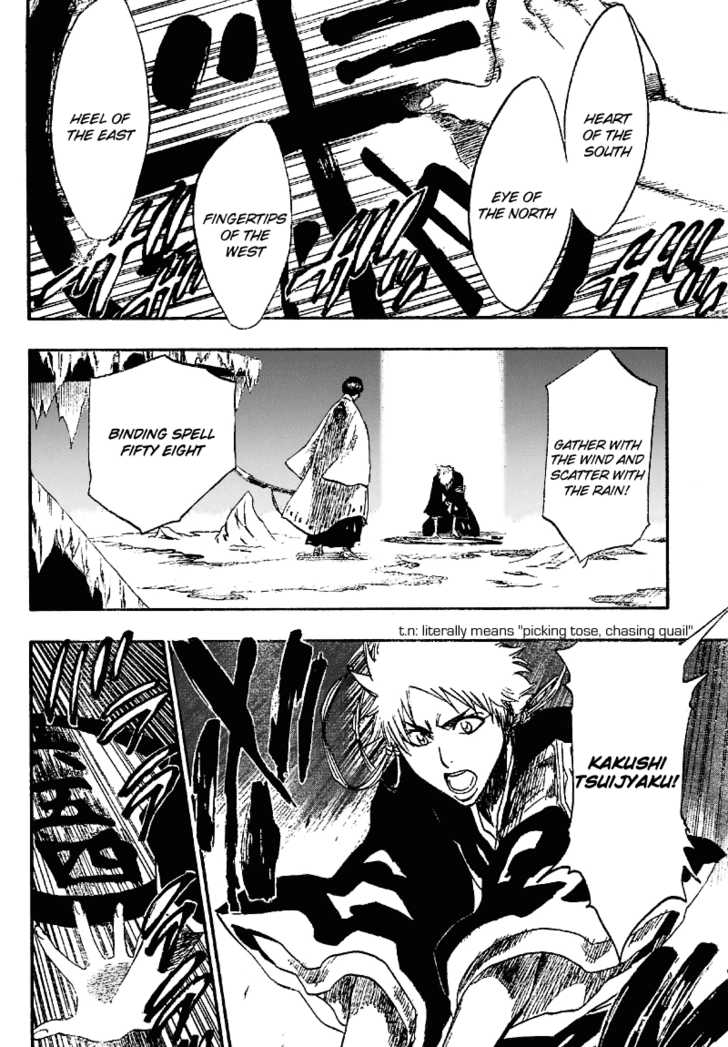 HEART
OF THE
SOUTH
EYE OF
THE NORTH
FINGERTIPS
OF THE
WEST
HEEL OF
THE EAST
GATHER WITH
THE WIND AND
SCATTER WITH
THE RAIN!
BINDING SPELL
FIFTY EIGHT
t.n: literally means "picking tose, chasing quail"
KAKUSHI
TSUIJYAKU!